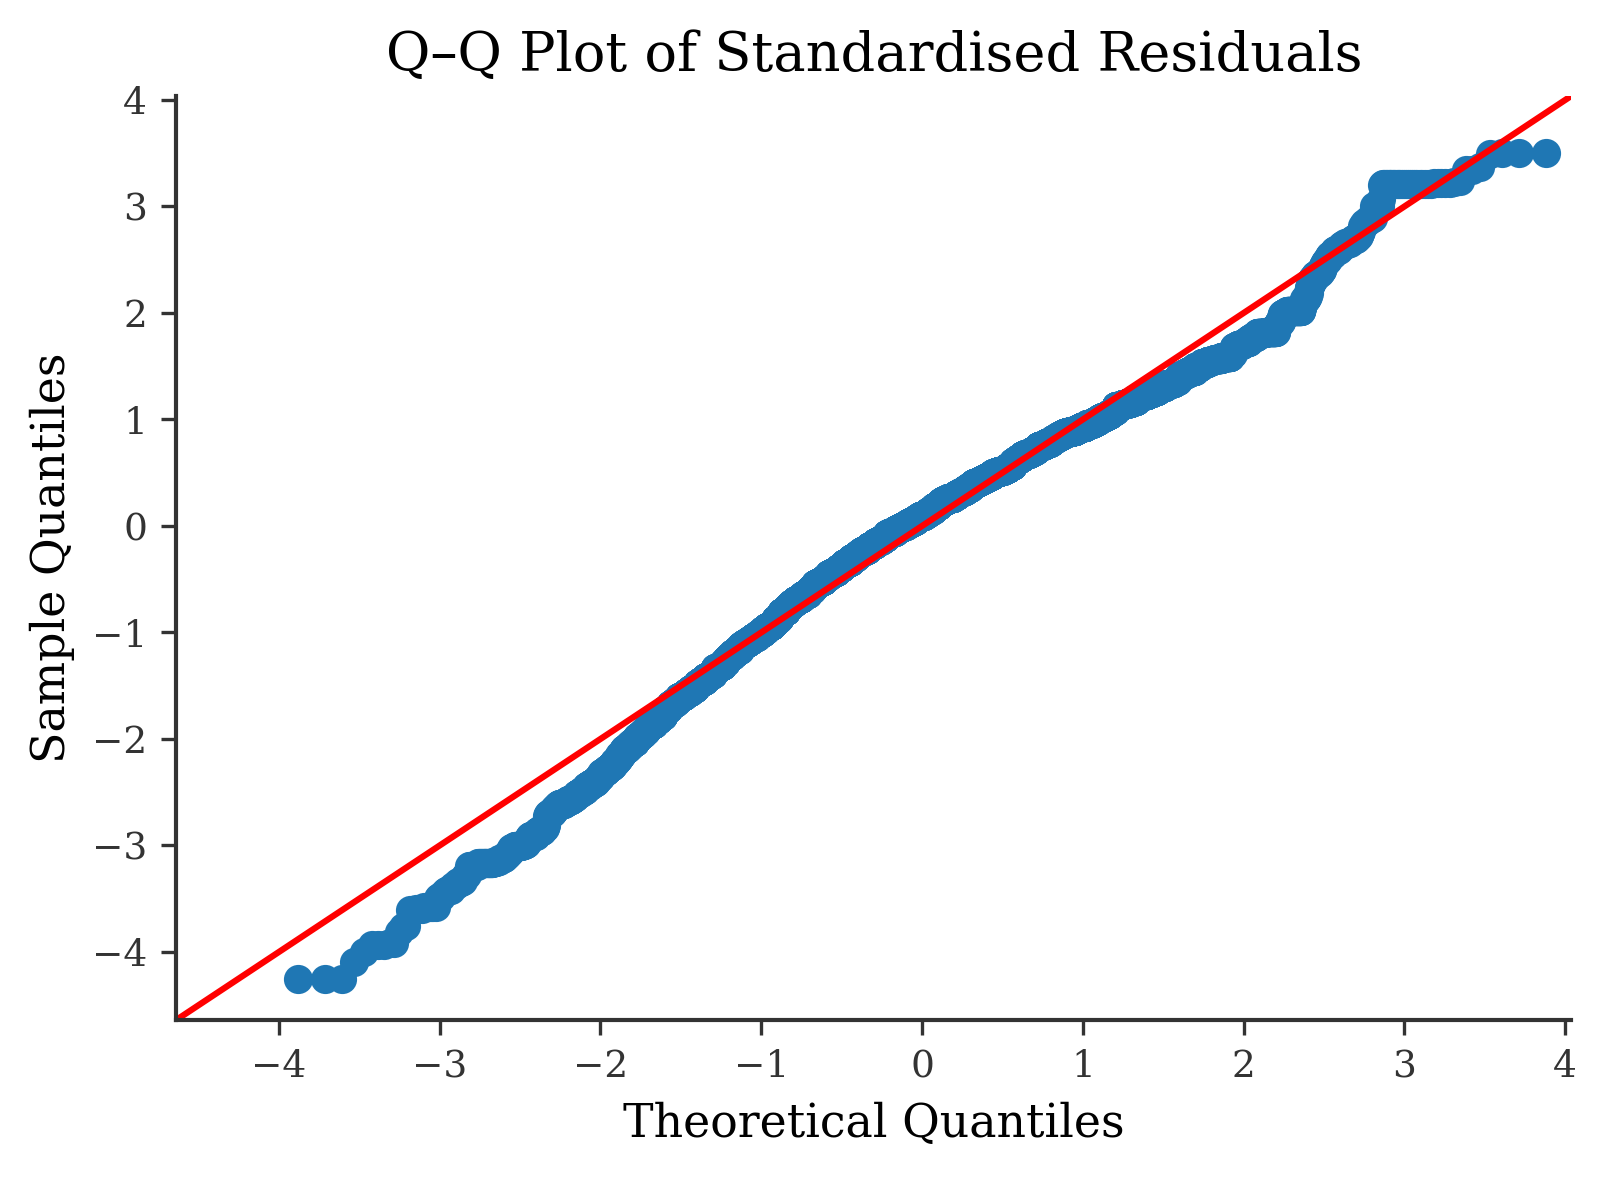 Q–Q Plot of Standardised Residuals
4
3
2
1
0
−1
−2
−3
−4
Sample Quantiles
−4 −3 −2 −1 0 1 2 3 4
Theoretical Quantiles